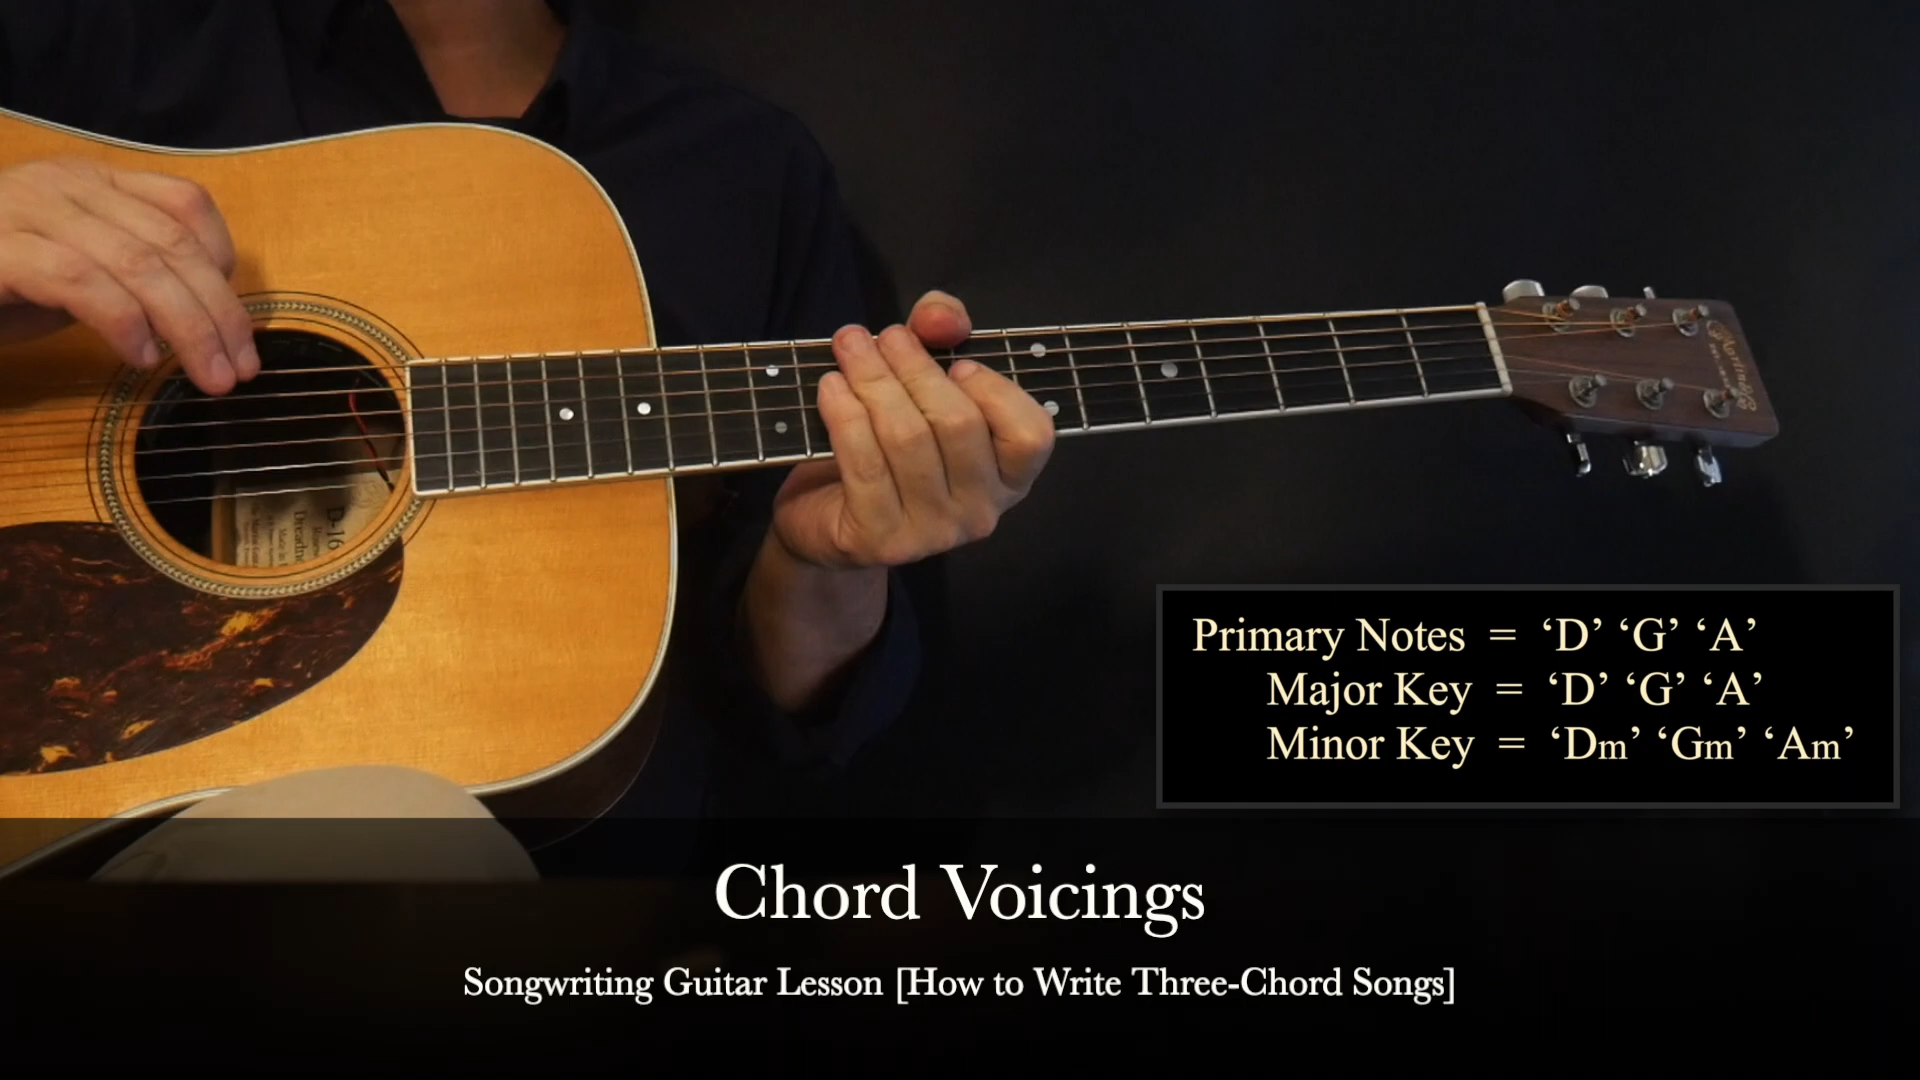 D-16
Primary Notes = ‘D’ ‘G’ ‘A’
Major Key = ‘D’ ‘G’ ‘A’
Minor Key = ‘Dm’ ‘Gm’ ‘Am’
Chord Voicings
Songwriting Guitar Lesson [How to Write Three-Chord Songs]